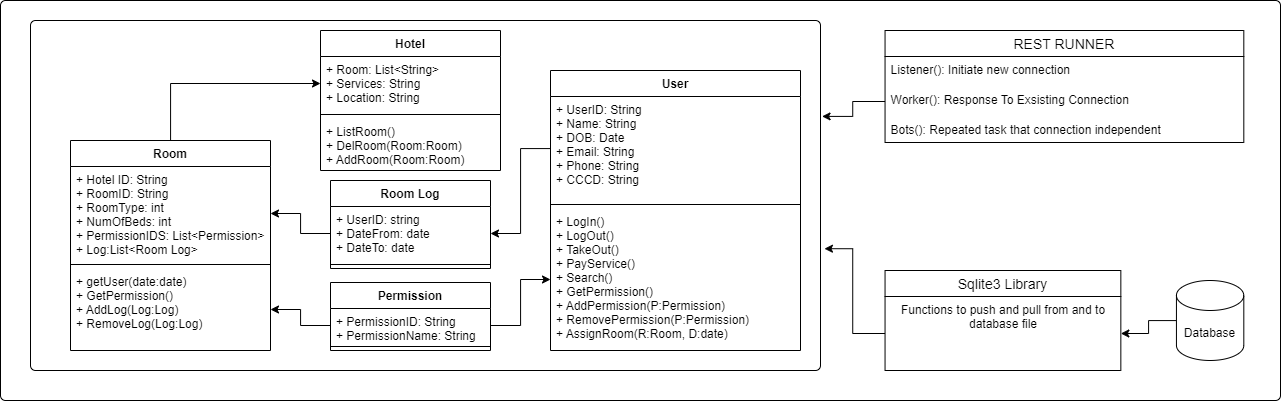 Hotel
+ Room: List<String>
+ Services: String
+ Location: String
+ ListRoom()
+ DelRoom(Room:Room)
+ AddRoom(Room:Room)
Room
+ Hotel ID: String
+ RoomID: String
+ RoomType: int
+ NumOfBeds: int
+ PermissionIDS: List<Permission>
+ Log:List<Room Log>
+ getUser(date:date)
+ GetPermission()
+ AddLog(Log:Log)
+ RemoveLog(Log:Log)
Room Log
+ UserID: string
+ DateFrom: date
+ DateTo: date
Permission
+ PermissionID: String
+ PermissionName: String
User
+ UserID: String
+ Name: String
+ DOB: Date
+ Email: String
+ Phone: String
+ CCCD: String
+ LogIn()
+ LogOut()
+ TakeOut()
+ PayService()
+ Search()
+ GetPermission()
+ AddPermission(P:Permission)
+ RemovePermission(P:Permission)
+ AssignRoom(R:Room, D:date)
REST RUNNER
Listener(): Initiate new connection
Worker(): Response To Exsisting Connection
Bots(): Repeated task that connection independent
Sqlite3 Library
Functions to push and pull from and to
database file
Database